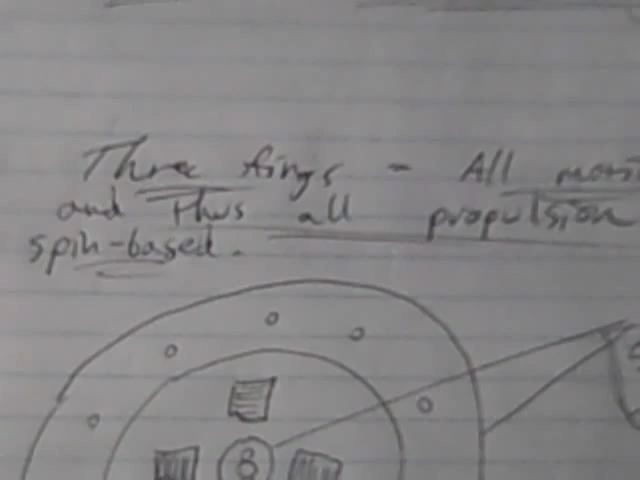 Three rings - All
and thus all propulsion
spin-based.
8